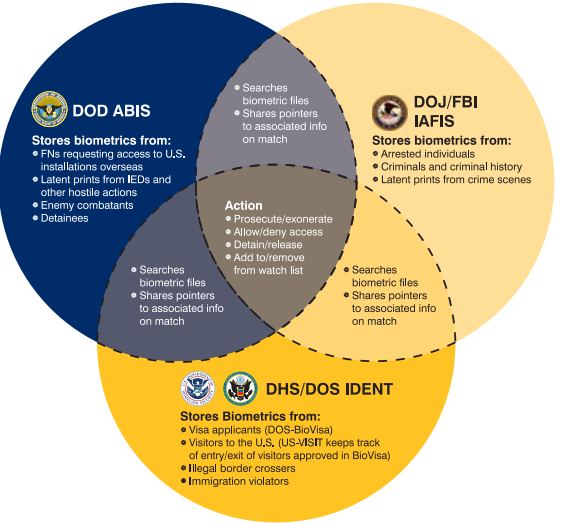 DOD ABIS
Stores biometrics from:
FNs requesting access to U.S.
installations overseas
Latent prints from IEDs and
other hostile actions
Enemy combatants
Detainees
Searches
biometric files
Shares pointers
to associated info
on match
DOJ/FBI
IAFIS
Stores biometrics from:
Arrested individuals
Criminals and criminal history
Latent prints from crime scenes
Action
Prosecute/exonerate
Allow/deny access
Detain/release
Add to/remove
from watch list
Searches
biometric files
Shares pointers
to associated info
on match
Searches
biometric files
Shares pointers
to associated info
on match
DHS/DOS IDENT
Stores Biometrics from:
Visa applicants (DOS-BioVisa)
Visitors to the U.S. (US-VISIT keeps track
of entry/exit of visitors approved in BioVisa)
Illegal border crossers
Immigration violators